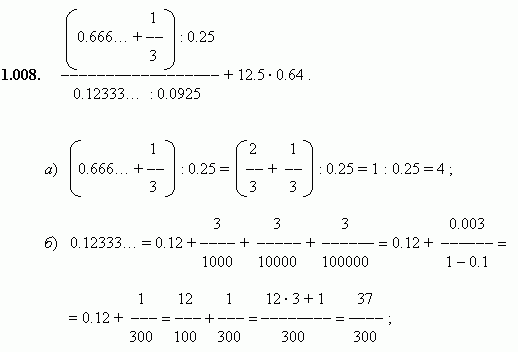 1.008. ((0.666… + 1/3) : 0.25)/(0.12333… : 0.0925) + 12.5 · 0.64 .
а) (0.666… + 1/3) : 0.25 = (2/3 + 1/3) : 0.25 = 1 : 0.25 = 4 ;
б) 0.12333… = 0.12 + 3/1000 + 3/10000 + 3/100000 = 0.12 + 0.003/(1 – 0.1) =
= 0.12 + 1/300 = 12/100 + 1/300 = (12 · 3 + 1)/300 = 37/300 ;